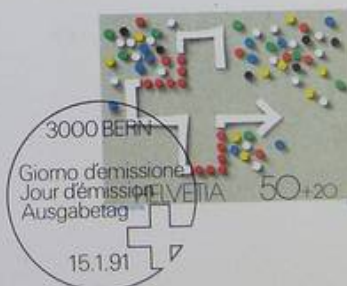 3000 BERN
Giorno d'emissione
Jour d'émission
Ausgabetag
HELVETIA 50+20
15.1.91